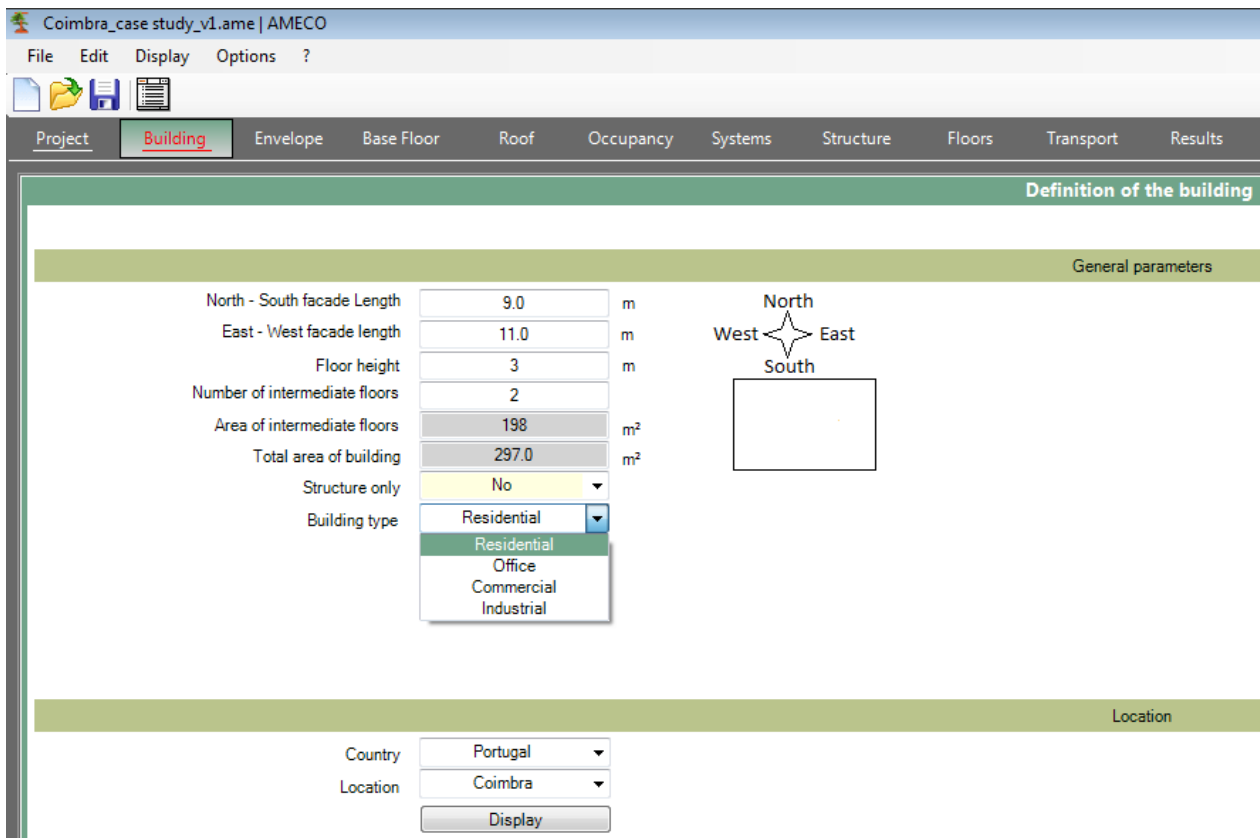 Coimbra_case study_v1.ame | AMECO
File Edit Display Options ?
Project Building Envelope Base Floor Roof Occupancy Systems Structure Floors Transport Results
Definition of the building
General parameters
North - South facade Length 9.0 m
East - West facade length 11.0 m
Floor height 3 m
Number of intermediate floors 2
Area of intermediate floors 198 m²
Total area of building 297.0 m²
Structure only No
Building type Residential
Residential
Office
Commercial
Industrial
North
West East
South
Location
Country Portugal
Location Coimbra
Display